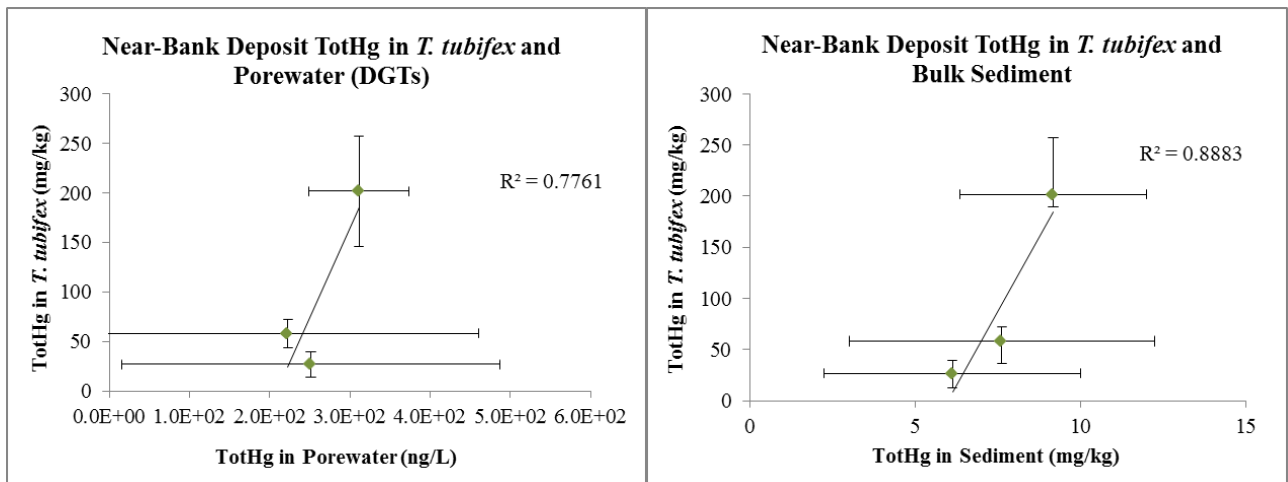 Near-Bank Deposit TotHg in T. tubifex and
Porewater (DGTs)
TotHg in T. tubifex (mg/kg)
300
250
200
150
100
50
0
R² = 0.7761
0.0E+00 1.0E+02 2.0E+02 3.0E+02 4.0E+02 5.0E+02 6.0E+02
TotHg in Porewater (ng/L)
Near-Bank Deposit TotHg in T. tubifex and
Bulk Sediment
TotHg in T. tubifex (mg/kg)
300
250
200
150
100
50
0
R² = 0.8883
0 5 10 15
TotHg in Sediment (mg/kg)